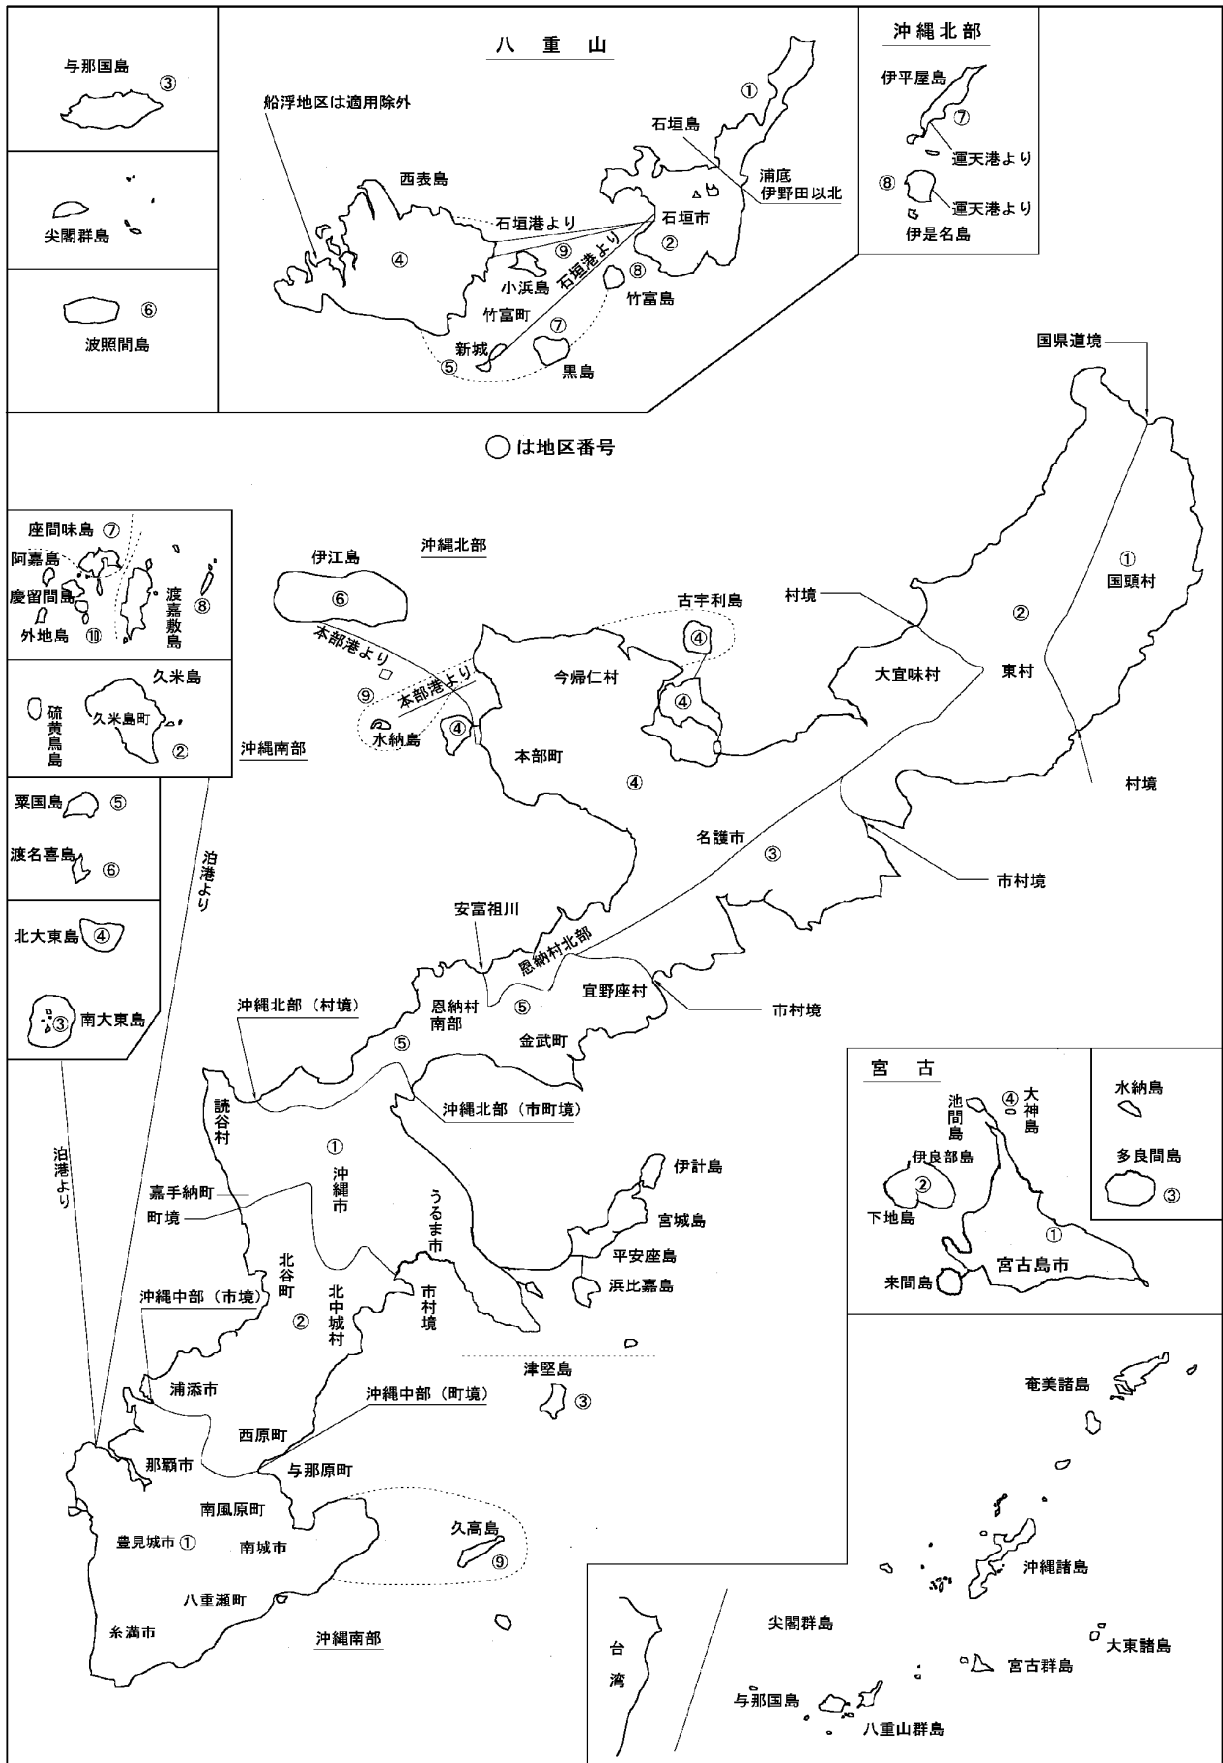 八重山
与那国島
③
尖閣群島
⑥
波照間島
船浮地区は適用除外
西表島
④
石垣港より
⑨
小浜島
石垣港より
竹富町
新城
⑤
⑦
黒島
⑧
竹富島
①
石垣島
浦底
伊野田以北
石垣市
②
沖縄北部
伊平屋島
⑦
運天港より
⑧
運天港より
伊是名島
○は地区番号
国県道境
座間味島 ⑦
阿嘉島
慶留間島
外地島 ⑩
渡嘉敷島
⑧
久米島
久米島町
②
硫黄鳥島
沖縄南部
粟国島 ⑤
渡名喜島 ⑥
北大東島 ④
南大東島 ③
泊港より
泊港より
伊江島
⑥
沖縄北部
本部港より
⑨
本部港より
水納島
④
古宇利島
④
④
今帰仁村
本部町
④
村境
大宜味村
東村
②
①
国頭村
村境
名護市
③
市村境
安富祖川
恩納村北部
恩納村
南部
⑤
⑤
宜野座村
金武町
市村境
沖縄北部（村境）
沖縄北部（市町境）
読谷村
①
沖縄市
嘉手納町
町境
うるま市
伊計島
宮城島
平安座島
浜比嘉島
北谷町
北中城村
市村境
②
沖縄中部（市境）
浦添市
津堅島
③
沖縄中部（町境）
西原町
那覇市
与那原町
南風原町
豊見城市 ①
南城市
久高島
⑨
八重瀬町
糸満市
沖縄南部
宮古
池間島
④
大神島
伊良部島
②
下地島
①
宮古島市
来間島
水納島
多良間島
③
奄美諸島
沖縄諸島
尖閣群島
大東諸島
宮古群島
台湾
与那国島
八重山群島